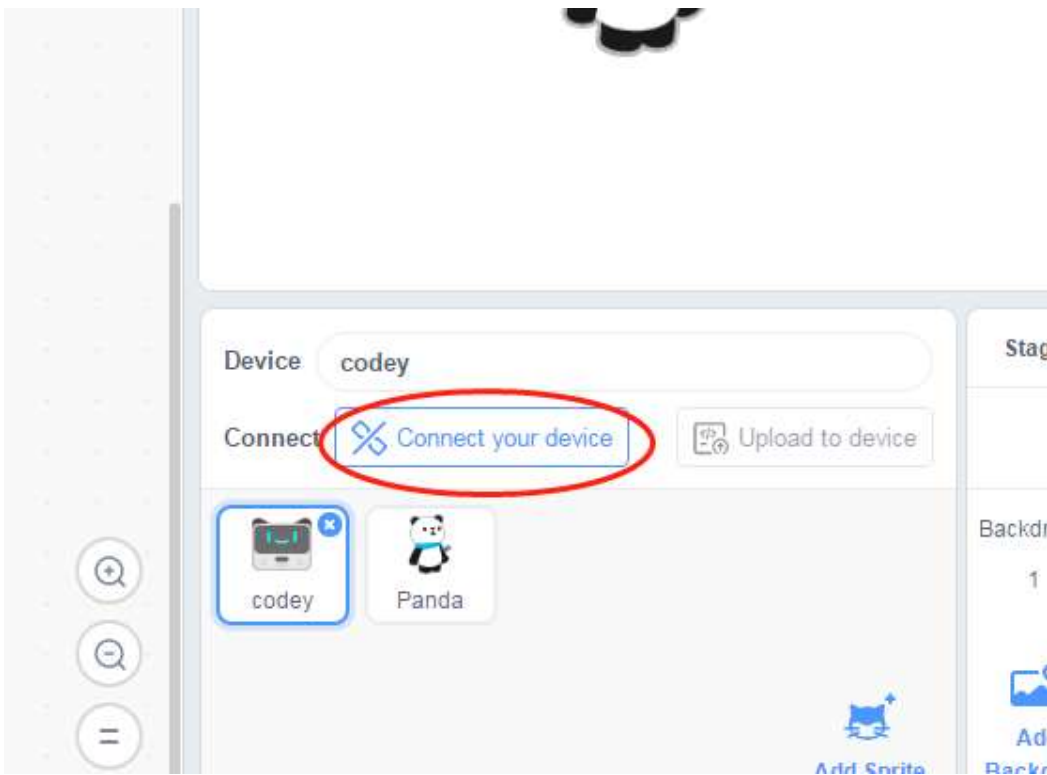 Device codey
Connect Connect your device Upload to device
codey Panda
Add Sprite
Stag
Backdr
1
Ad
Backd